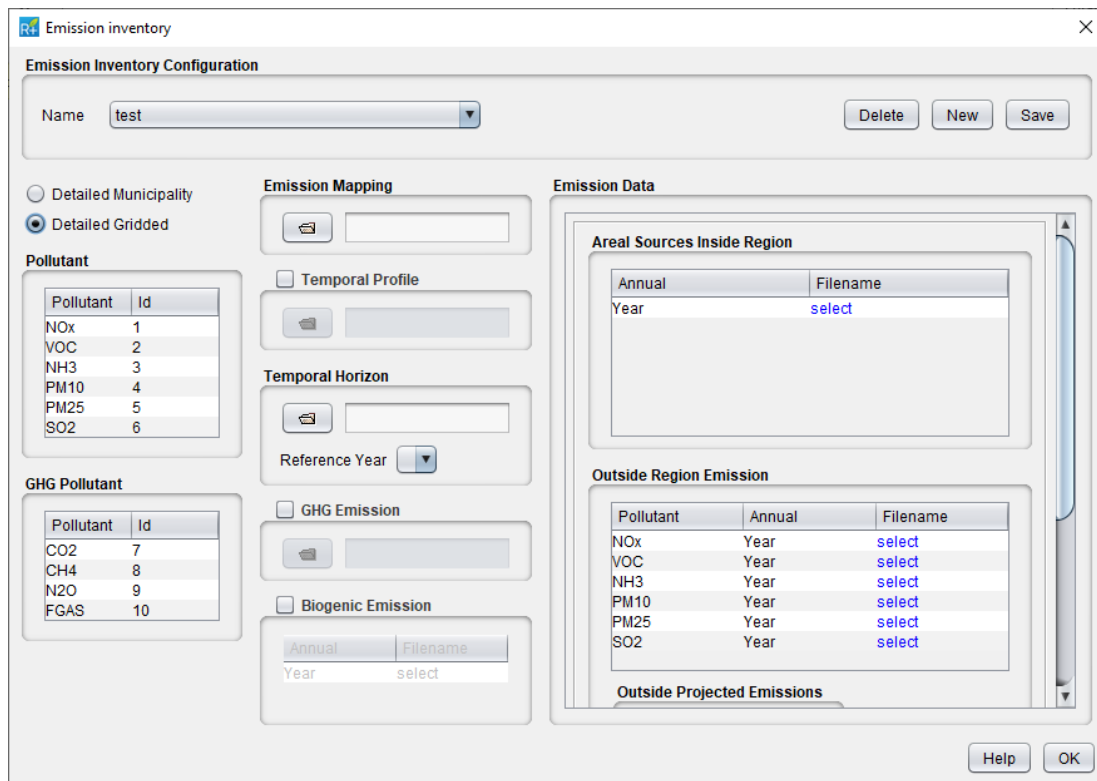 R+ Emission inventory
Emission Inventory Configuration
Name test Delete New Save
Detailed Municipality
Detailed Gridded
Pollutant
Pollutant Id
NOx 1
VOC 2
NH3 3
PM10 4
PM25 5
SO2 6
GHG Pollutant
Pollutant Id
CO2 7
CH4 8
N2O 9
FGAS 10
Emission Mapping
Temporal Profile
Temporal Horizon
Reference Year
GHG Emission
Biogenic Emission
Annual Filename
Year select
Emission Data
Areal Sources Inside Region
Annual Filename
Year select
Outside Region Emission
Pollutant Annual Filename
NOx Year select
VOC Year select
NH3 Year select
PM10 Year select
PM25 Year select
SO2 Year select
Outside Projected Emissions
Help OK